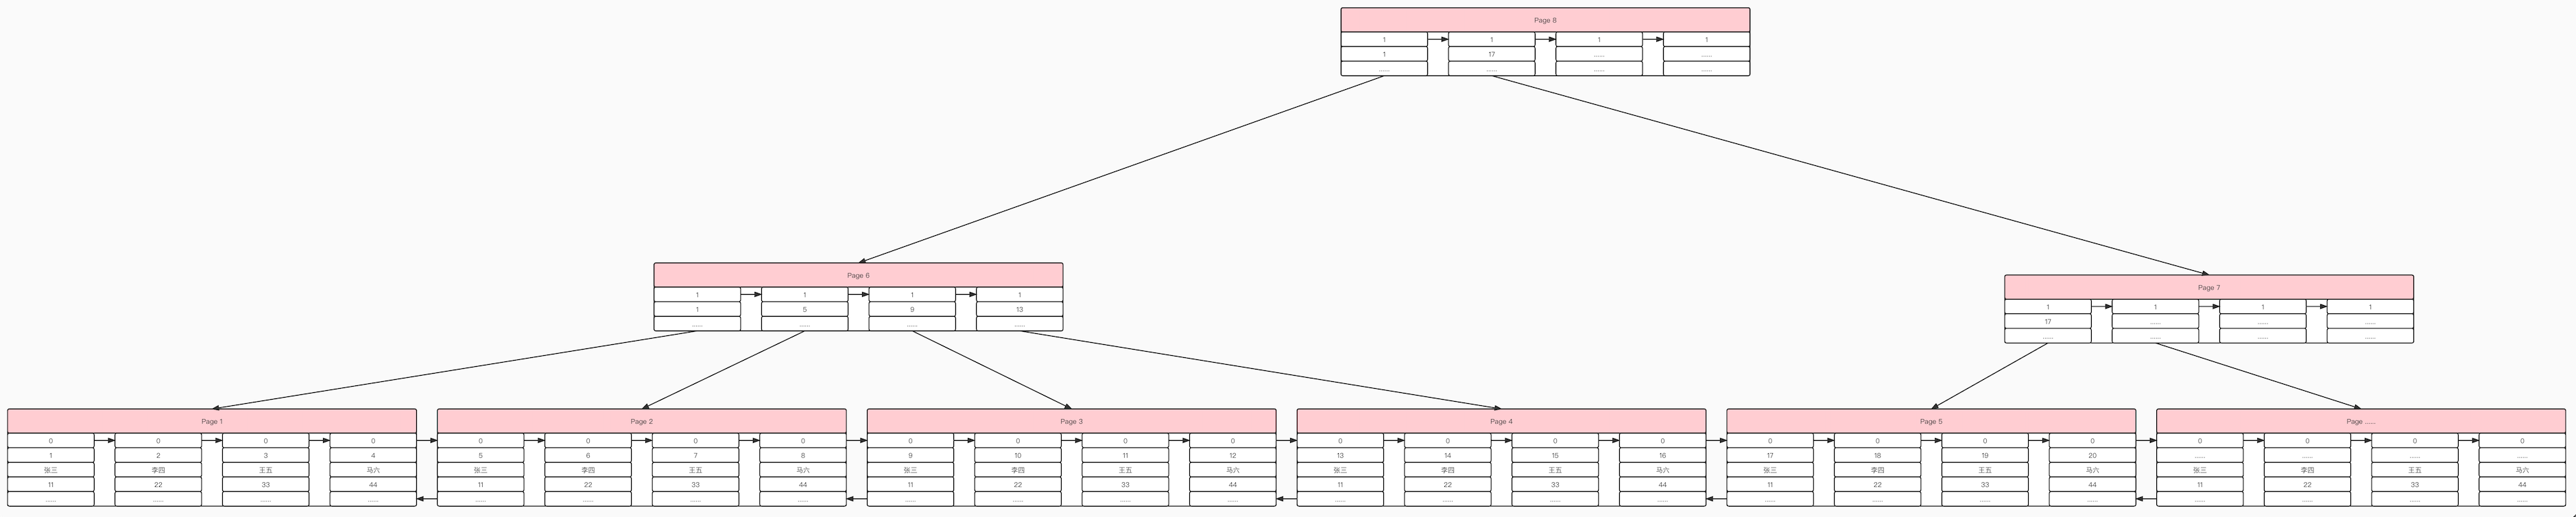 Page 8
1 1 1 1
1 17 ...... ......
...... ...... ...... ......
Page 6
1 1 1 1
1 5 9 13
...... ...... ...... ......
Page 7
1 1 1 1
17 ...... ...... ......
...... ...... ...... ......
Page 1
0 0 0 0
1 2 3 4
张三 李四 王五 马六
11 22 33 44
...... ...... ...... ......
Page 2
0 0 0 0
5 6 7 8
张三 李四 王五 马六
11 22 33 44
...... ...... ...... ......
Page 3
0 0 0 0
9 10 11 12
张三 李四 王五 马六
11 22 33 44
...... ...... ...... ......
Page 4
0 0 0 0
13 14 15 16
张三 李四 王五 马六
11 22 33 44
...... ...... ...... ......
Page 5
0 0 0 0
17 18 19 20
张三 李四 王五 马六
11 22 33 44
...... ...... ...... ......
Page ......
0 0 0 0
...... ...... ...... ......
张三 李四 王五 马六
11 22 33 44
...... ...... ...... ......